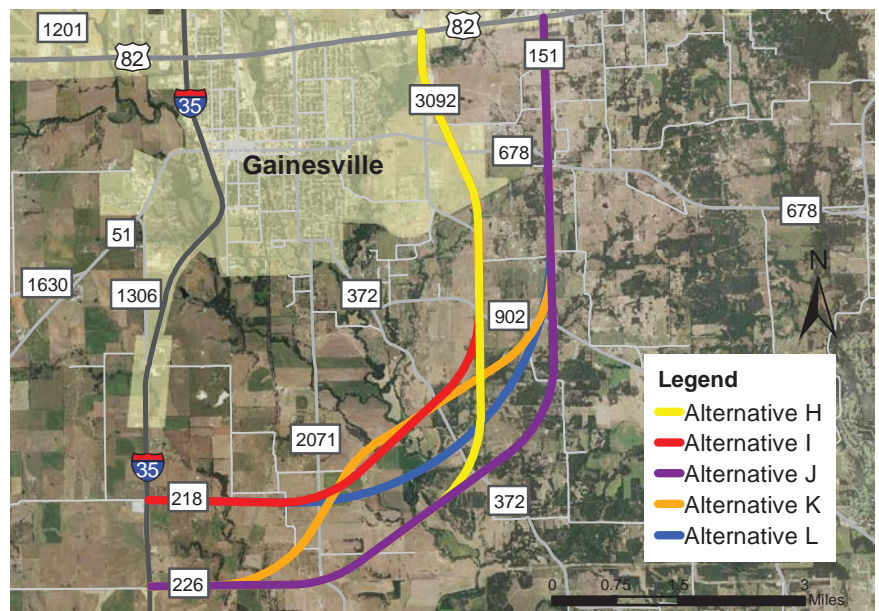 1201
82
82
151
35
3092
Gainesville
678
678
51
1630
1306
372
902
N
Legend
Alternative H
Alternative I
Alternative J
Alternative K
Alternative L
2071
35
218
372
226
0 0.75 1.5 3
Miles